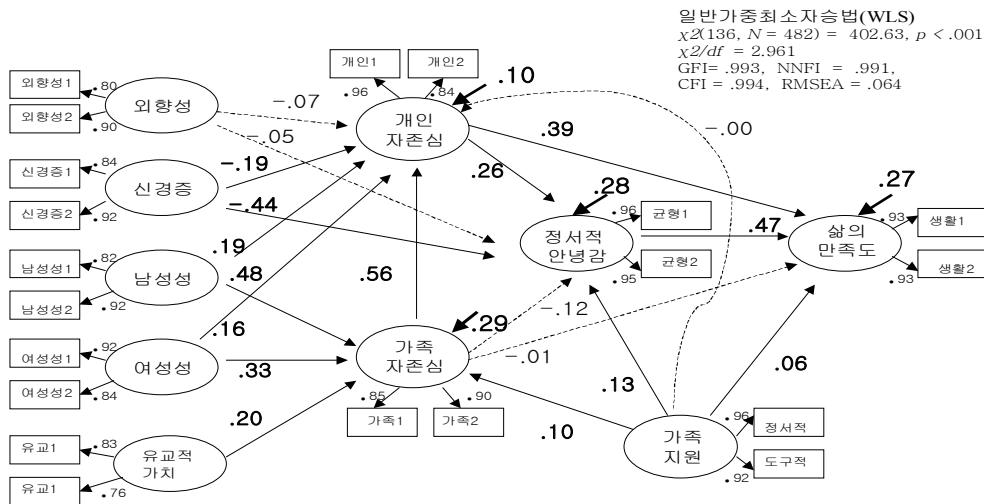 일반가중최소자승법(WLS)
χ2(136, N = 482) = 402.63, p < .001
χ2/df = 2.961
GFI= .993, NNFI = .991,
CFI = .994, RMSEA = .064
개인1
개인2
.96
.84
.10
외향성1
.80
외향성2
.90
외향성
-.07
-.05
개인
자존심
-.00
.39
.26
신경증1
.84
신경증2
.92
신경증
-.19
-.44
.28
.27
.96
균형1
균형2
.95
정서적
안녕감
.47
삶의
만족도
.93
생활1
생활2
.93
남성성1
.82
남성성2
.92
남성성
.19
.48
.56
여성성1
.92
여성성2
.84
여성성
.16
.33
.29
가족
자존심
-.12
-.01
.85
.90
가족1
가족2
.13
.06
.10
유교1
.83
유교1
.76
유교적
가치
.20
가족
지원
.96
정서적
도구적
.92